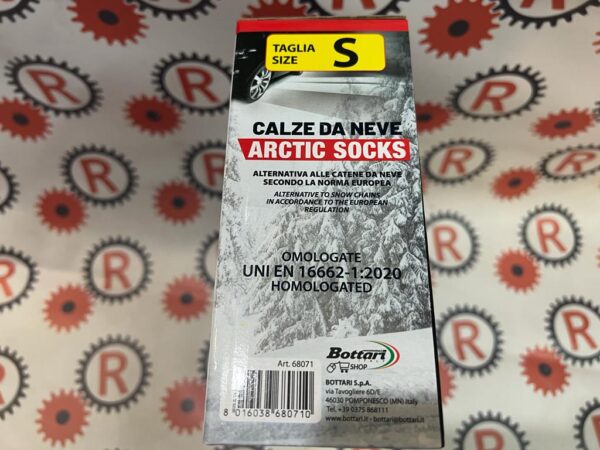 TAGLIA
SIZE
S
CALZE DA NEVE
ARCTIC SOCKS
ALTERNATIVA ALLE CATENE DA NEVE
SECONDO LA NORMA EUROPEA
ALTERNATIVE TO SNOW CHAINS
IN ACCORDANCE TO THE EUROPEAN
REGULATION
OMOLOGATE
UNI EN 16662-1:2020
HOMOLOGATED
Bottari
SHOP
Art. 68071
8 016038 680710
BOTTARI S.p.A.
via Tavogliere 6D/E
46030 POMPONESCO (MN) Italy
Tel. +39 0375 868111
www.bottari.it - bottari@bottari.it
R
R
R
R
R
R
R
R
R
R